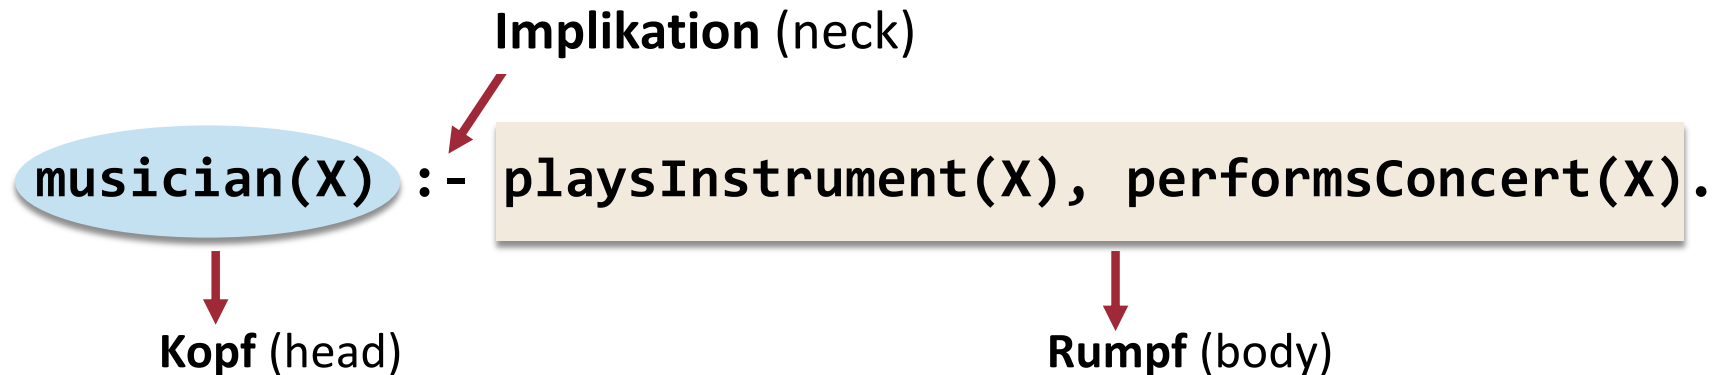 Implikation (neck)
musician(X) :- playsInstrument(X), performsConcert(X).
Kopf (head)
Rumpf (body)